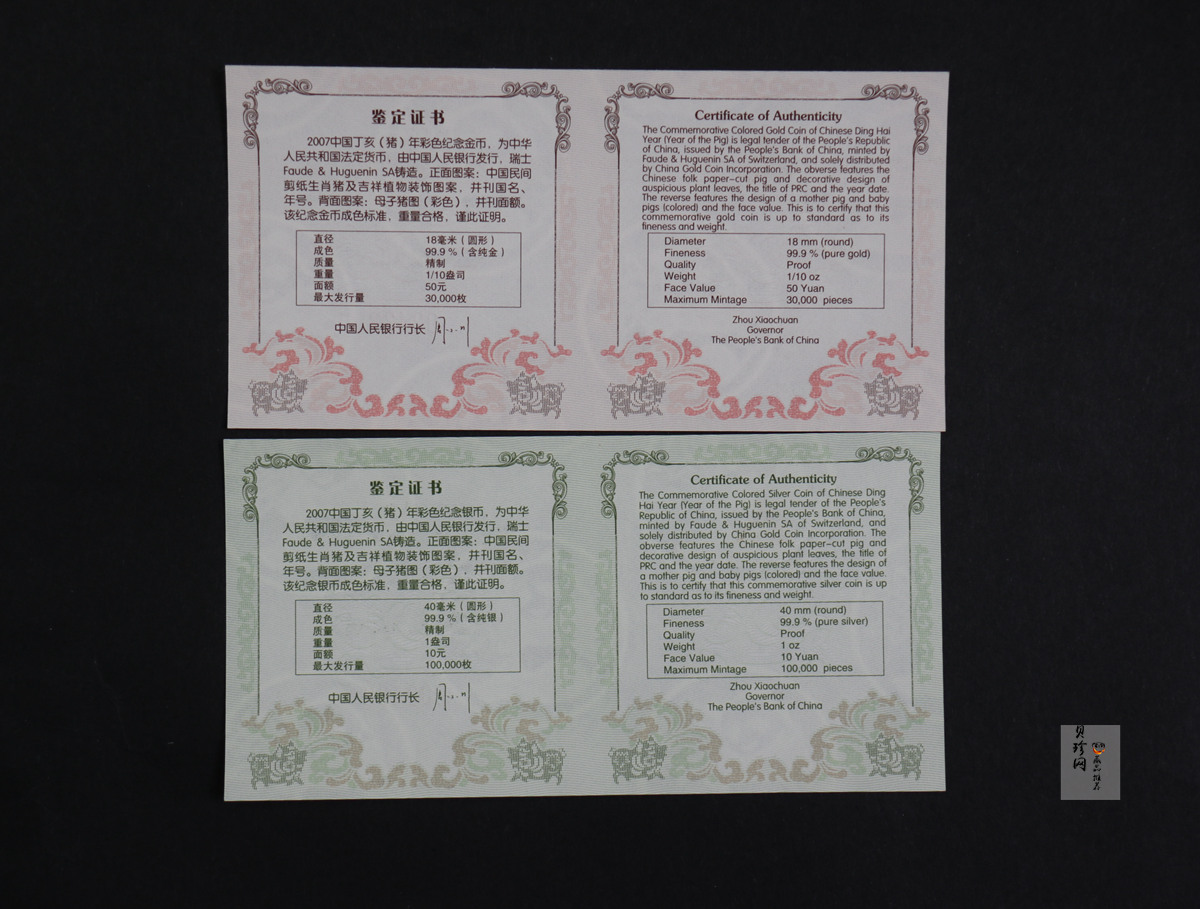 鉴定证书
2007中国丁亥（猪）年彩色纪念金币，为中华
人民共和国法定货币，由中国人民银行发行，瑞士
Faude & Huguenin SA铸造。正面图案：中国民间
剪纸生肖猪及吉祥植物装饰图案，并刊国名、
年号。背面图案：母子猪图（彩色），并刊面额。
该纪念金币成色标准，重量合格，谨此证明。
直径 18毫米（圆形）
成色 99.9 %（含纯金）
质量 精制
重量 1/10盎司
面额 50元
最大发行量 30,000枚
中国人民银行行长
Certificate of Authenticity
The Commemorative Colored Gold Coin of Chinese Ding Hai
Year (Year of the Pig) is legal tender of the People's Republic
of China, issued by the People's Bank of China, minted by
Faude & Huguenin SA of Switzerland, and solely distributed
by China Gold Coin Incorporation. The obverse features the
Chinese folk paper-cut pig and decorative design of
auspicious plant leaves, the title of PRC and the year date.
The reverse features the design of a mother pig and baby
pigs (colored) and the face value. This is to certify that this
commemorative gold coin is up to standard as to its
fineness and weight.
Diameter 18 mm (round)
Fineness 99.9 % (pure gold)
Quality Proof
Weight 1/10 oz
Face Value 50 Yuan
Maximum Mintage 30,000 pieces
Zhou Xiaochuan
Governor
The People's Bank of China
鉴定证书
2007中国丁亥（猪）年彩色纪念银币，为中华
人民共和国法定货币，由中国人民银行发行，瑞士
Faude & Huguenin SA铸造。正面图案：中国民间
剪纸生肖猪及吉祥植物装饰图案，并刊国名、
年号。背面图案：母子猪图（彩色），并刊面额。
该纪念银币成色标准，重量合格，谨此证明。
直径 40毫米（圆形）
成色 99.9 %（含纯银）
质量 精制
重量 1盎司
面额 10元
最大发行量 100,000枚
中国人民银行行长
Certificate of Authenticity
The Commemorative Colored Silver Coin of Chinese Ding
Hai Year (Year of the Pig) is legal tender of the People's
Republic of China, issued by the People's Bank of China,
minted by Faude & Huguenin SA of Switzerland, and
solely distributed by China Gold Coin Incorporation. The
obverse features the Chinese folk paper-cut pig and
decorative design of auspicious plant leaves, the title of
PRC and the year date. The reverse features the design of
a mother pig and baby pigs (colored) and the face value.
This is to certify that this commemorative silver coin is up
to standard as to its fineness and weight.
Diameter 40 mm (round)
Fineness 99.9 % (pure silver)
Quality Proof
Weight 1 oz
Face Value 10 Yuan
Maximum Mintage 100,000 pieces
Zhou Xiaochuan
Governor
The People's Bank of China
贝珍网